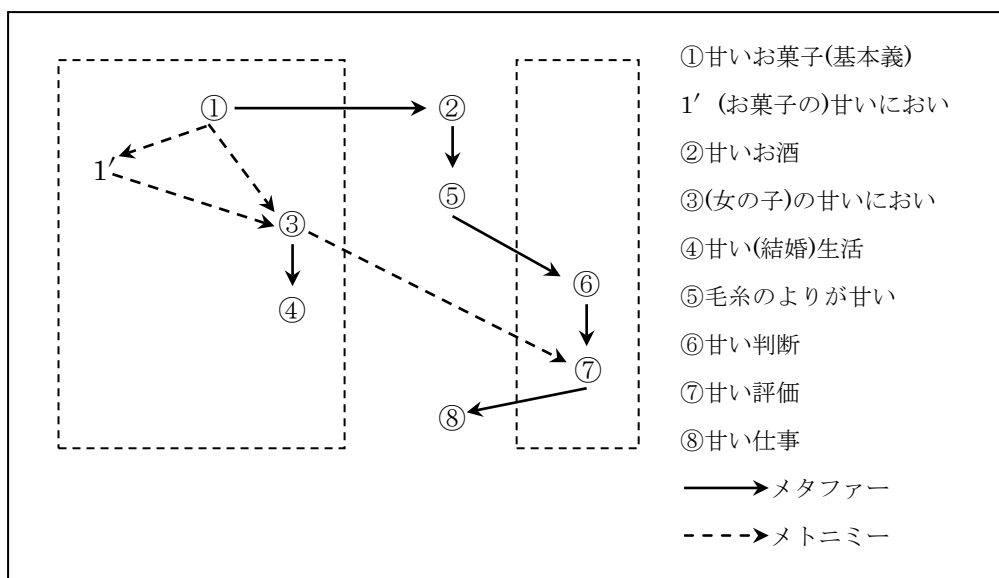 ①
②
1′
⑤
③
⑥
④
⑦
⑧
①甘いお菓子(基本義)
1′ (お菓子の)甘いにおい
②甘いお酒
③(女の子)の甘いにおい
④甘い(結婚)生活
⑤毛糸のよりが甘い
⑥甘い判断
⑦甘い評価
⑧甘い仕事
メタファー
メトニミー